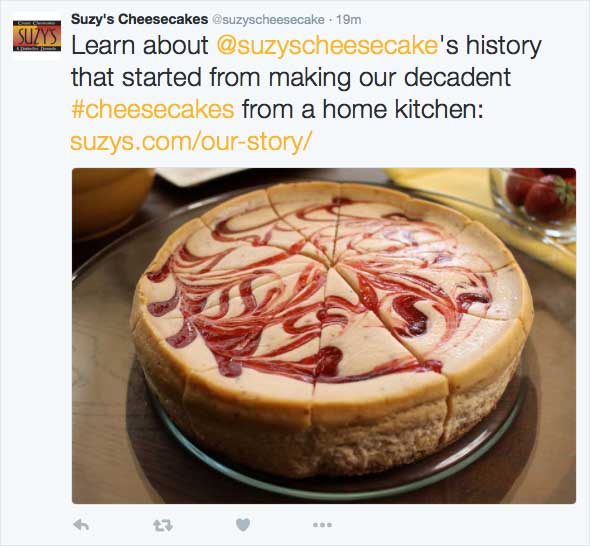 Suzy's Cheesecakes @suzyscheesecake · 19m
SUZY'S
Learn about @suzyscheesecake's history
that started from making our decadent
#cheesecakes from a home kitchen:
suzys.com/our-story/